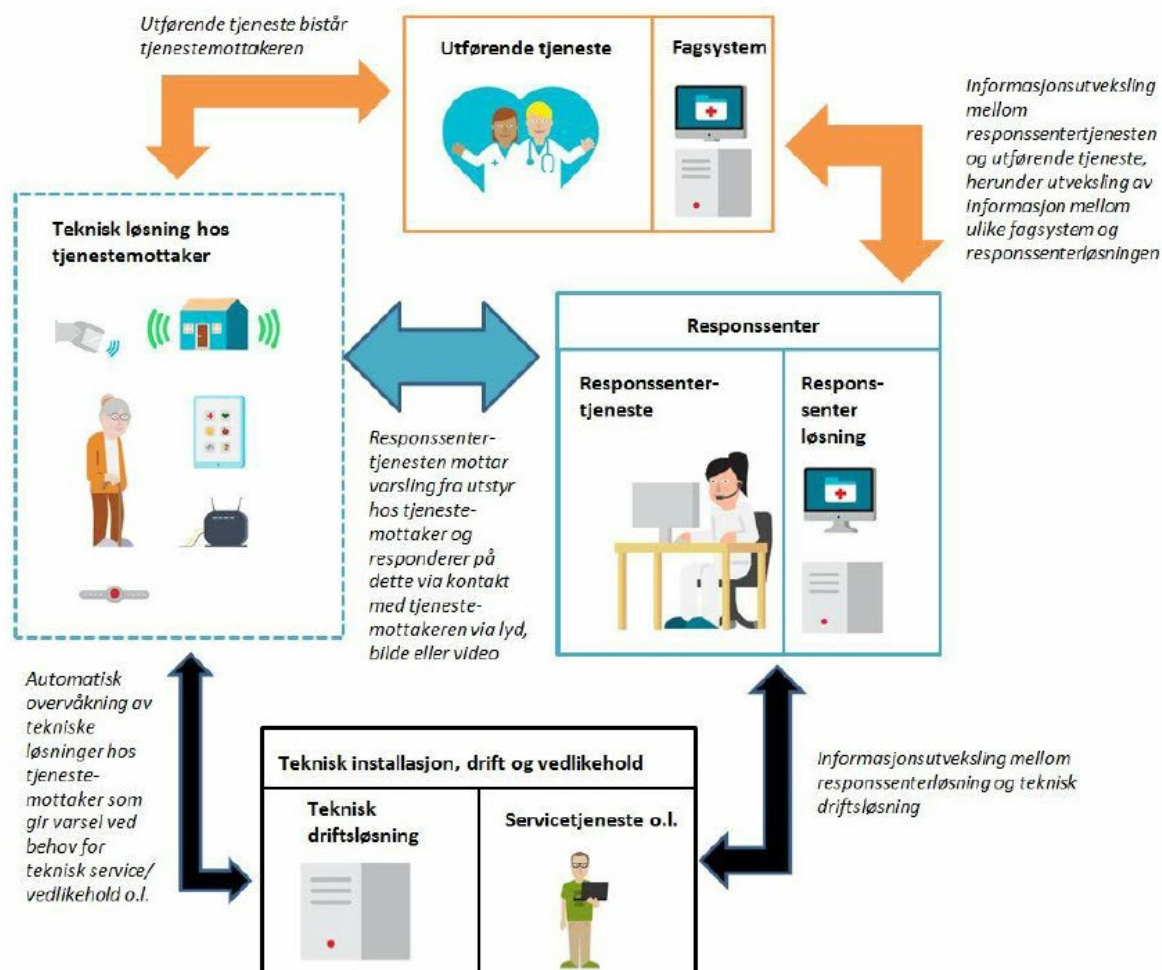 Utførende tjeneste bistår
tjenestemottakeren
Utførende tjeneste
Fagsystem
Informasjonsutveksling
mellom
responssentertjenesten
og utførende tjeneste,
herunder utveksling av
informasjon mellom
ulike fagsystem og
responssenterløsningen
Teknisk løsning hos
tjenestemottaker
Responssenter
Responssenter-
tjeneste
Respons-
senter
løsning
Responssenter-
tjenesten mottar
varsling fra utstyr
hos tjeneste-
mottaker og
responderer på
dette via kontakt
med tjeneste-
mottakeren via lyd,
bilde eller video
Automatisk
overvåkning av
tekniske
løsninger hos
tjeneste-
mottaker som
gir varsel ved
behov for
teknisk service/
vedlikehold o.l.
Teknisk installasjon, drift og vedlikehold
Teknisk
driftsløsning
Servicetjeneste o.l.
Informasjonsutveksling mellom
responssenterløsning og teknisk
driftsløsning